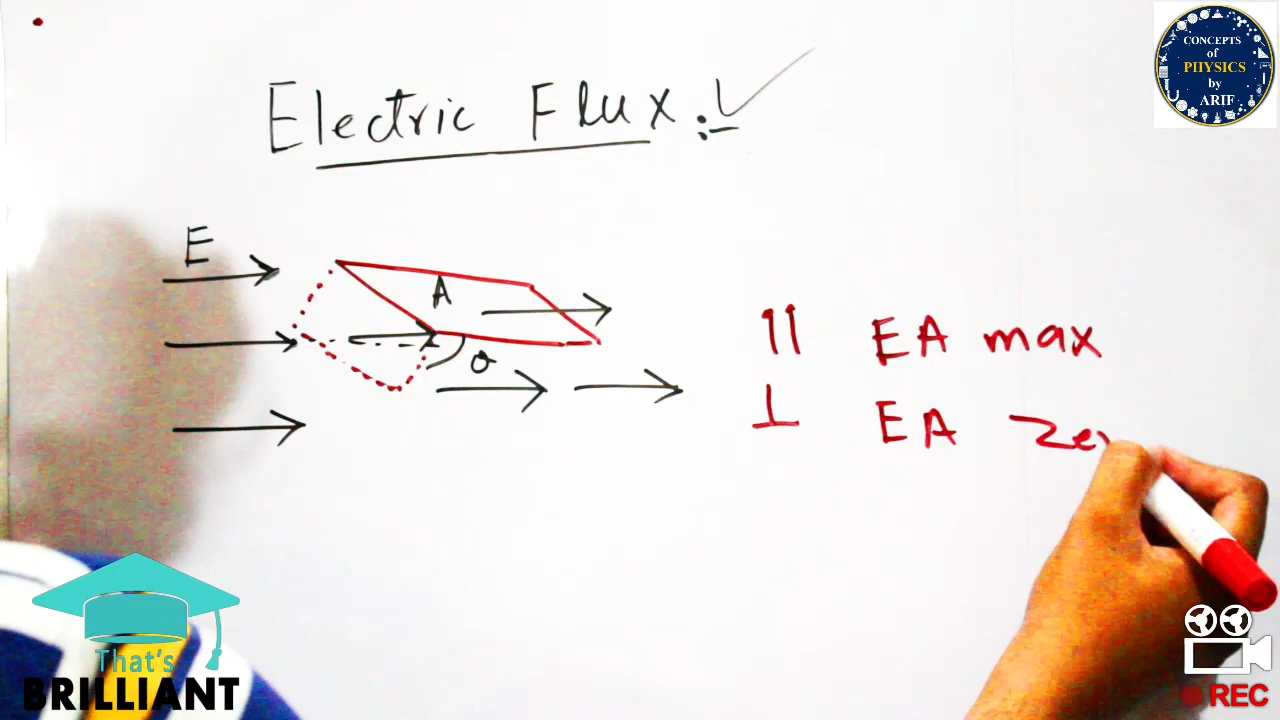 CONCEPTS
of
PHYSICS
by
ARIF
Electric Flux :-
E
A
θ
|| EA max
⊥ EA
That's
BRILLIANT
REC